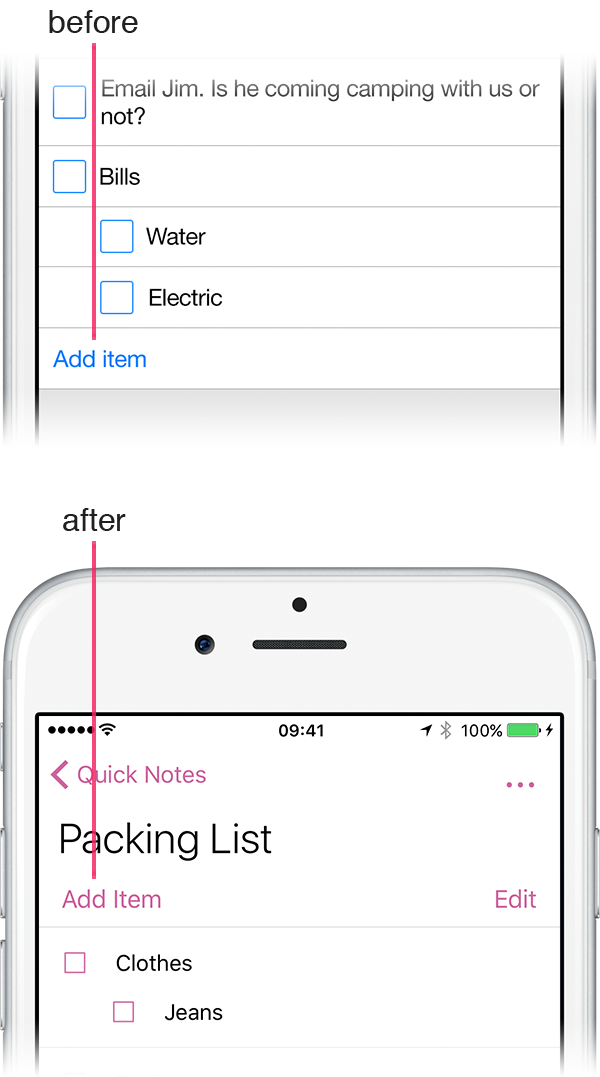 before
Email Jim. Is he coming camping with us or
not?
Bills
Water
Electric
Add item
after
09:41
100%
Quick Notes
...
Packing List
Add Item
Edit
Clothes
Jeans